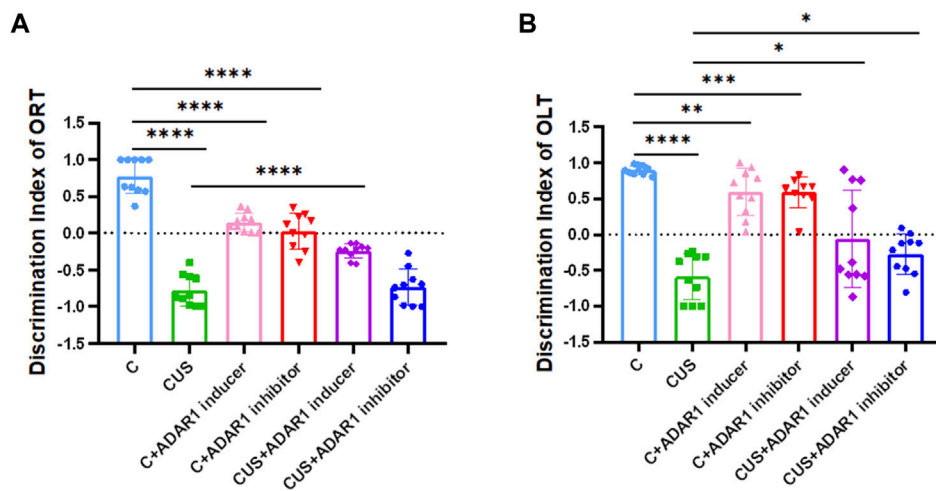 A
****
****
****
****
Discrimination Index of ORT
1.5
1.0
0.5
0.0
-0.5
-1.0
-1.5
C
CUS
C+ADAR1 inducer
C+ADAR1 inhibitor
CUS+ADAR1 inducer
CUS+ADAR1 inhibitor
B
*
*
***
**
****
Discrimination Index of OLT
1.5
1.0
0.5
0.0
-0.5
-1.0
-1.5
C
CUS
C+ADAR1 inducer
C+ADAR1 inhibitor
CUS+ADAR1 inducer
CUS+ADAR1 inhibitor